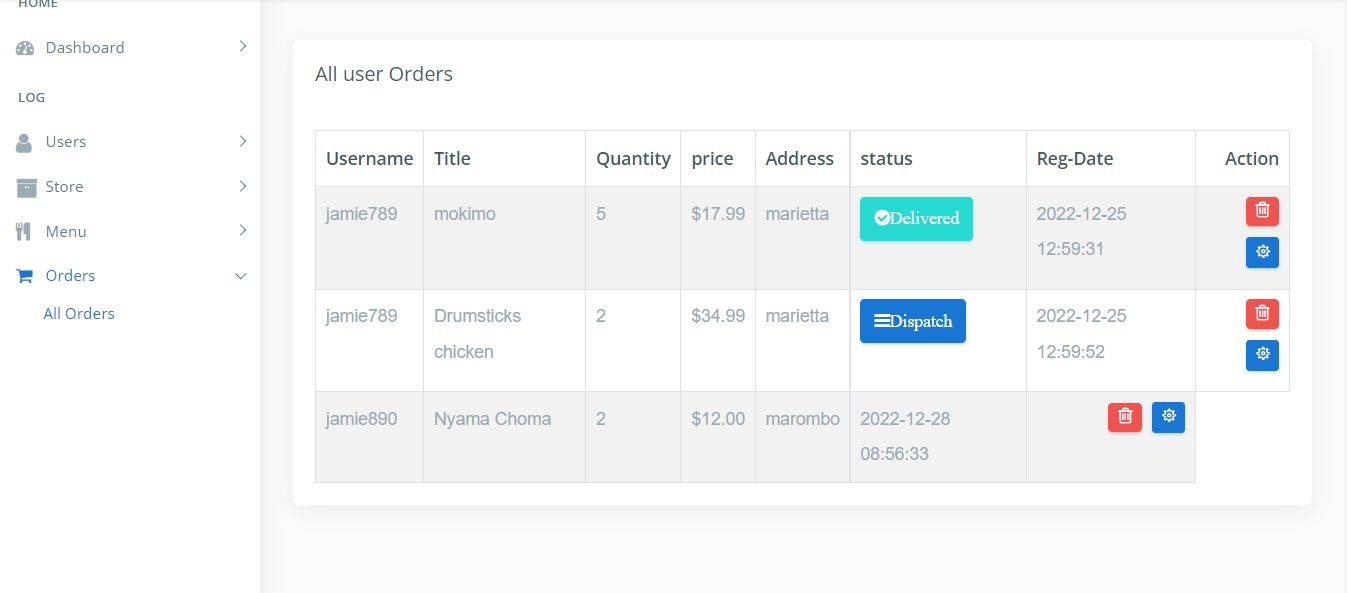 HOME
Dashboard
LOG
Users
Store
Menu
Orders
All Orders
All user Orders
Username Title Quantity price Address status Reg-Date Action
jamie789 mokimo 5 $17.99 marietta Delivered 2022-12-25
12:59:31
jamie789 Drumsticks 2 $34.99 marietta Dispatch 2022-12-25
chicken 12:59:52
jamie890 Nyama Choma 2 $12.00 marombo 2022-12-28
08:56:33